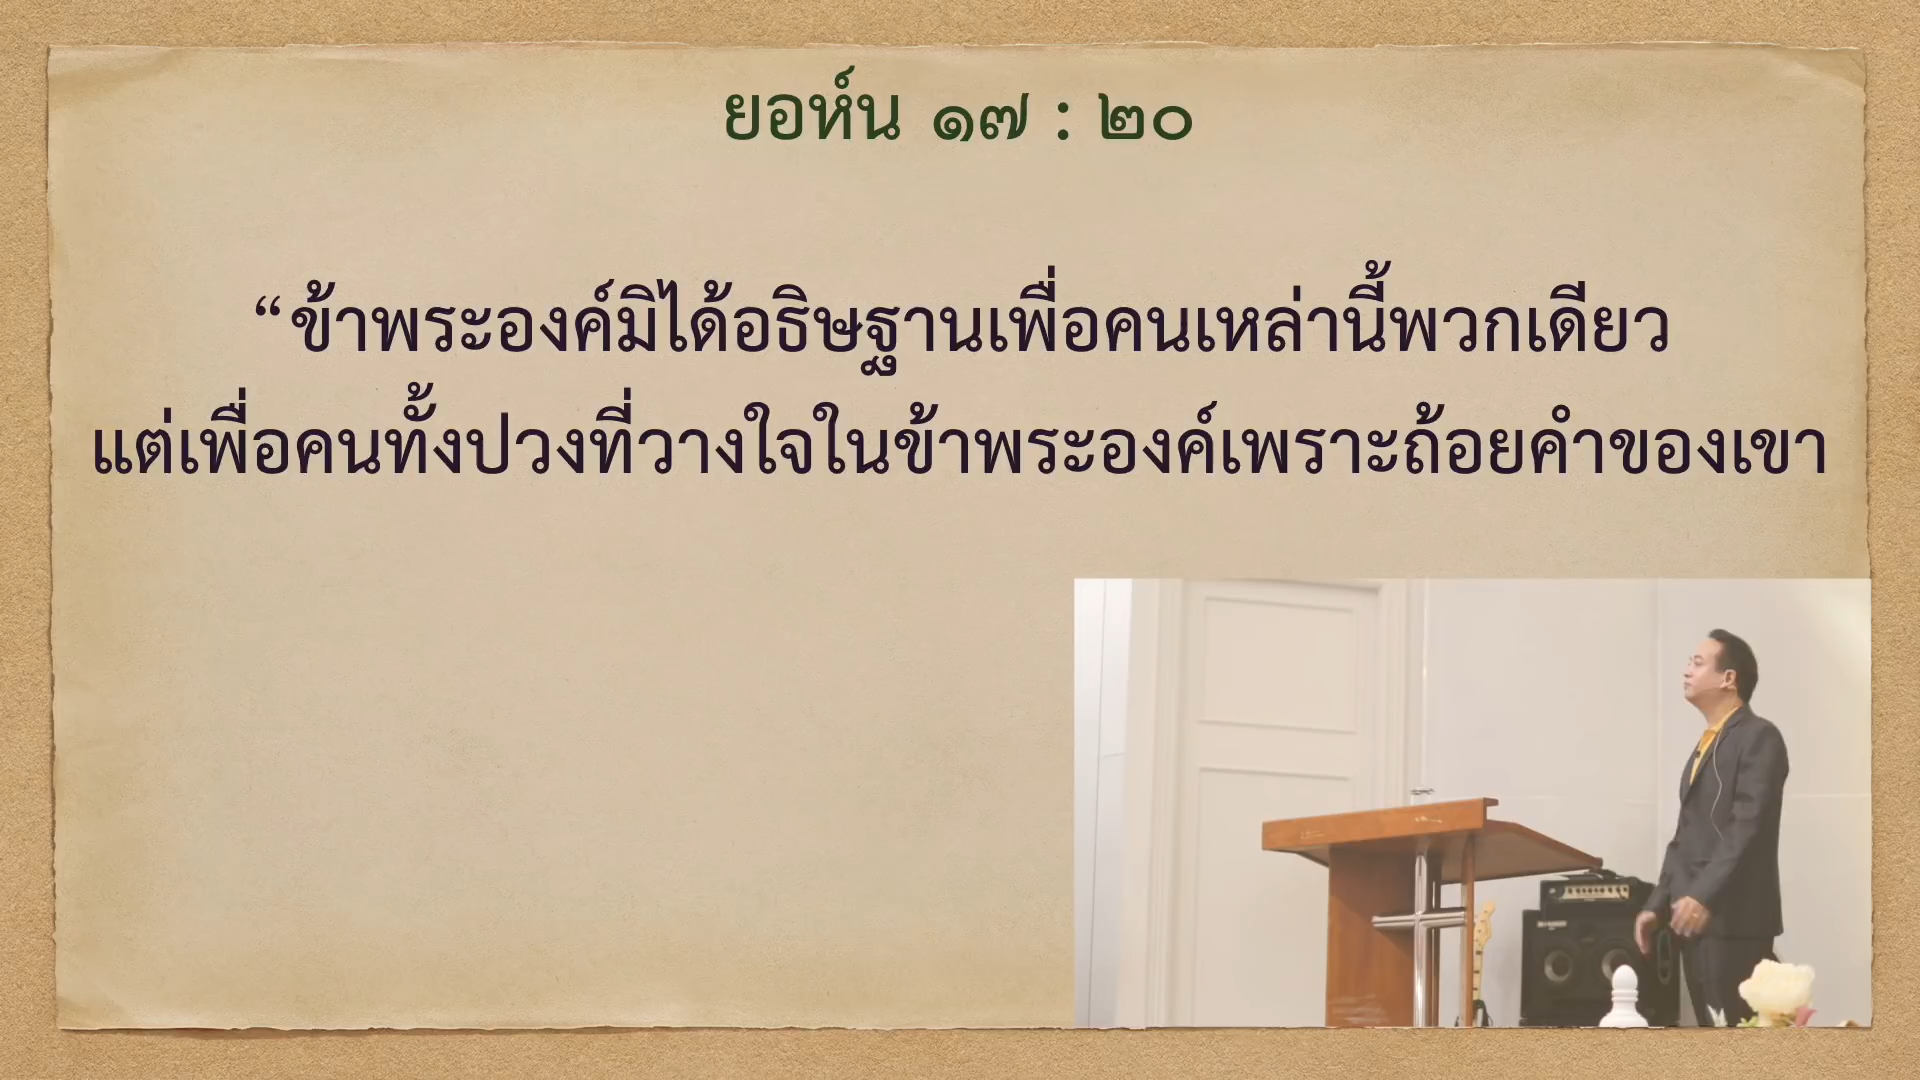 ยอห์น ๑๗ : ๒๐
“ข้าพระองค์มิได้อธิษฐานเพื่อคนเหล่านี้พวกเดียว
แต่เพื่อคนทั้งปวงที่วางใจในข้าพระองค์เพราะถ้อยคำของเขา